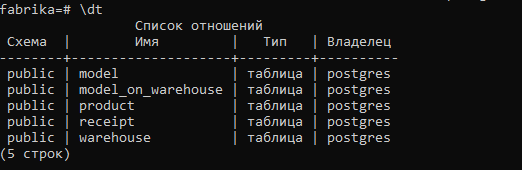 fabrika=# \dt
Список отношений
Схема | Имя | Тип | Владелец
--------+--------------------+---------+----------
public | model | таблица | postgres
public | model_on_warehouse | таблица | postgres
public | product | таблица | postgres
public | receipt | таблица | postgres
public | warehouse | таблица | postgres
(5 строк)